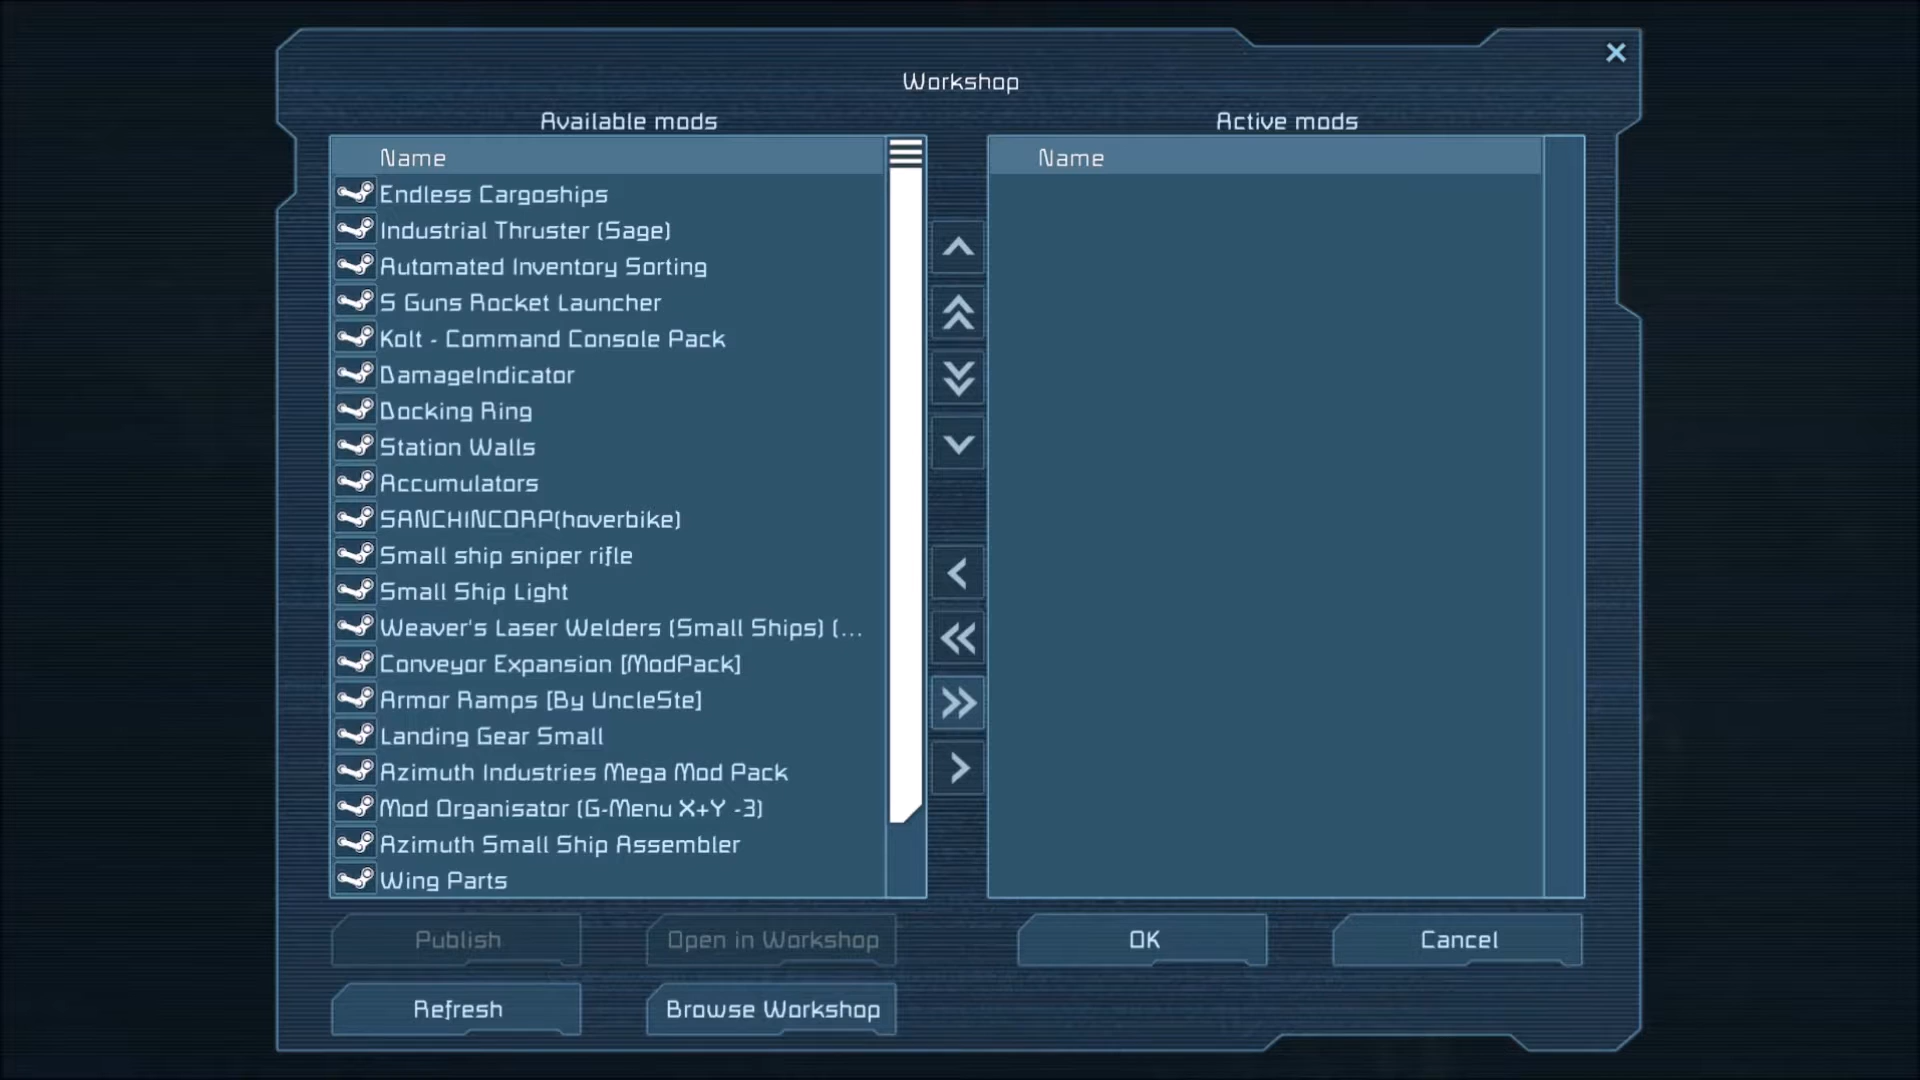 Workshop
Available mods
Name
Endless Cargoships
Industrial Thruster (Sage)
Automated Inventory Sorting
S Guns Rocket Launcher
Kolt - Command Console Pack
DamageIndicator
Docking Ring
Station Walls
Accumulators
SANCHINCORP(hoverbike)
Small ship sniper rifle
Small Ship Light
Weaver's Laser Welders (Small Ships) (...
Conveyor Expansion [ModPack]
Armor Ramps [By UncleSte]
Landing Gear Small
Azimuth Industries Mega Mod Pack
Mod Organisator (G-Menu X+Y -3)
Azimuth Small Ship Assembler
Wing Parts
Active mods
Name
Publish
Open in Workshop
OK
Cancel
Refresh
Browse Workshop